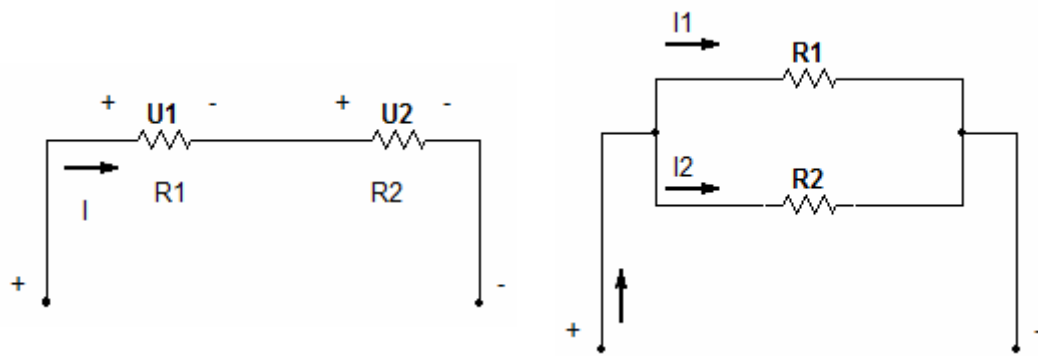 + U1 - + U2 -
R1 R2
I
+ -
I1
R1
I2
R2
+ -